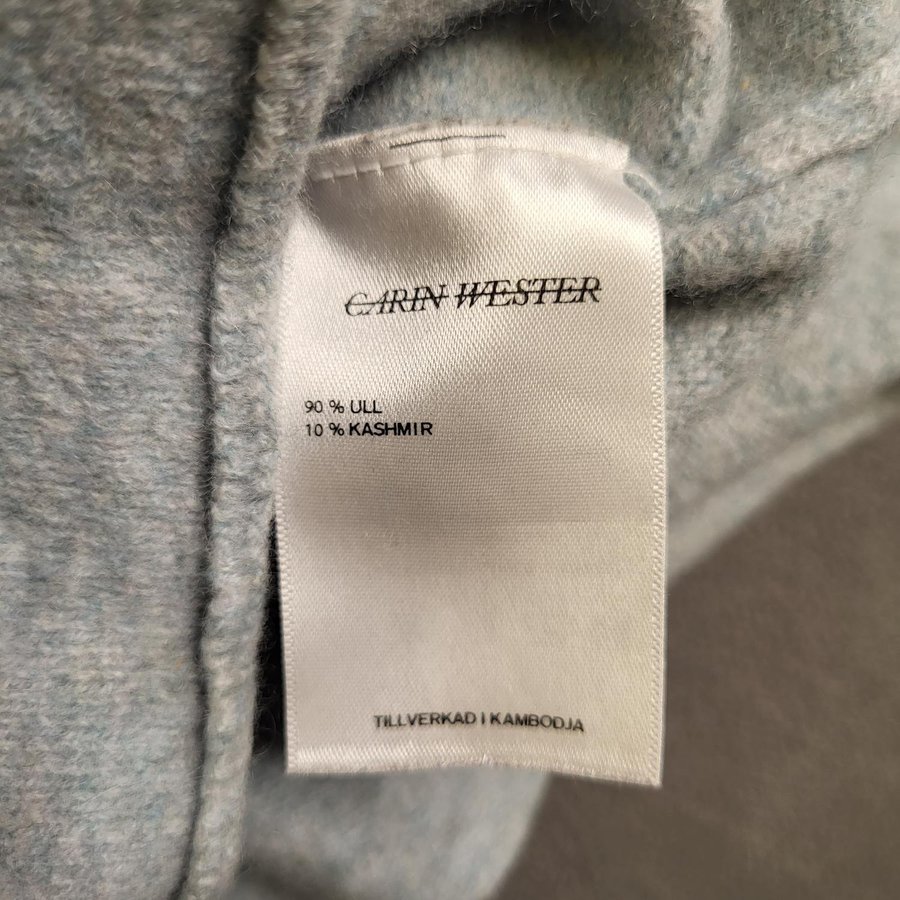 CARIN WESTER
90 % ULL
10 % KASHMIR
TILLVERKAD I KAMBODJA